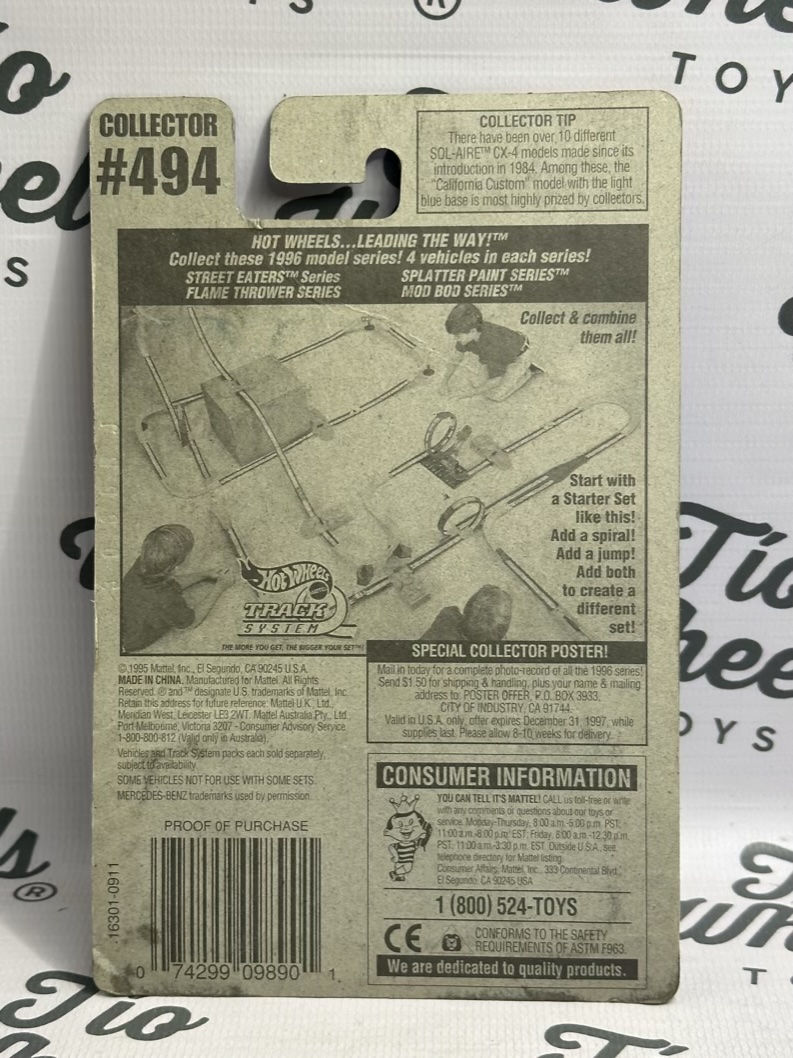 COLLECTOR
#494
COLLECTOR TIP
There have been over 10 different
SOL-AIRE™ CX-4 models made since its
introduction in 1984. Among these, the
"California Custom" model with the light
blue base is most highly prized by collectors.
HOT WHEELS...LEADING THE WAY!™
Collect these 1996 model series! 4 vehicles in each series!
STREET EATERS™ Series SPLATTER PAINT SERIES™
FLAME THROWER SERIES MOD BOD SERIES™
Collect & combine
them all!
Start with
a Starter Set
like this!
Add a spiral!
Add a jump!
Add both
to create a
different
set!
HOT WHEELS
TRACK
SYSTEM
THE MORE YOU GET, THE BIGGER YOUR SET™!
© 1995 Mattel, Inc., El Segundo, CA 90245 U.S.A.
MADE IN CHINA. Manufactured for Mattel. All Rights
Reserved. ® and ™ designate U.S. trademarks of Mattel, Inc.
Retain this address for future reference: Mattel U.K. Ltd.,
Meridian West, Leicester LE3 2WT. Mattel Australia Pty., Ltd.
Port Melbourne, Victoria 3207 - Consumer Advisory Service
1-800-800-812 (Valid only in Australia).
Vehicles and Track System packs each sold separately,
subject to availability.
SOME VEHICLES NOT FOR USE WITH SOME SETS.
MERCEDES-BENZ trademarks used by permission.
SPECIAL COLLECTOR POSTER!
Mail in today for a complete photo-record of all the 1996 series!
Send $1.50 for shipping & handling, plus your name & mailing
address to: POSTER OFFER, P.O. BOX 3933,
CITY OF INDUSTRY, CA 91744.
Valid in U.S.A. only, offer expires December 31, 1997, while
supplies last. Please allow 8-10 weeks for delivery.
CONSUMER INFORMATION
YOU CAN TELL IT'S MATTEL! CALL us toll-free or write
with any comments or questions about our toys or
service. Monday-Thursday, 8:00 a.m.-5:00 p.m. PST;
11:00 a.m.-8:00 p.m. EST: Friday, 8:00 a.m.-12:30 p.m.
PST; 11:00 a.m.-3:30 p.m. EST. Outside U.S.A., see
telephone directory for Mattel listing.
Consumer Affairs, Mattel, Inc., 333 Continental Blvd.,
El Segundo, CA 90245 USA
1 (800) 524-TOYS
CE
CONFORMS TO THE SAFETY
REQUIREMENTS OF ASTM F963.
We are dedicated to quality products.
PROOF OF PURCHASE
16301-0911
0 74299 09890 1
Tio
TOY
S
Tio
OYS
®
Tio
T